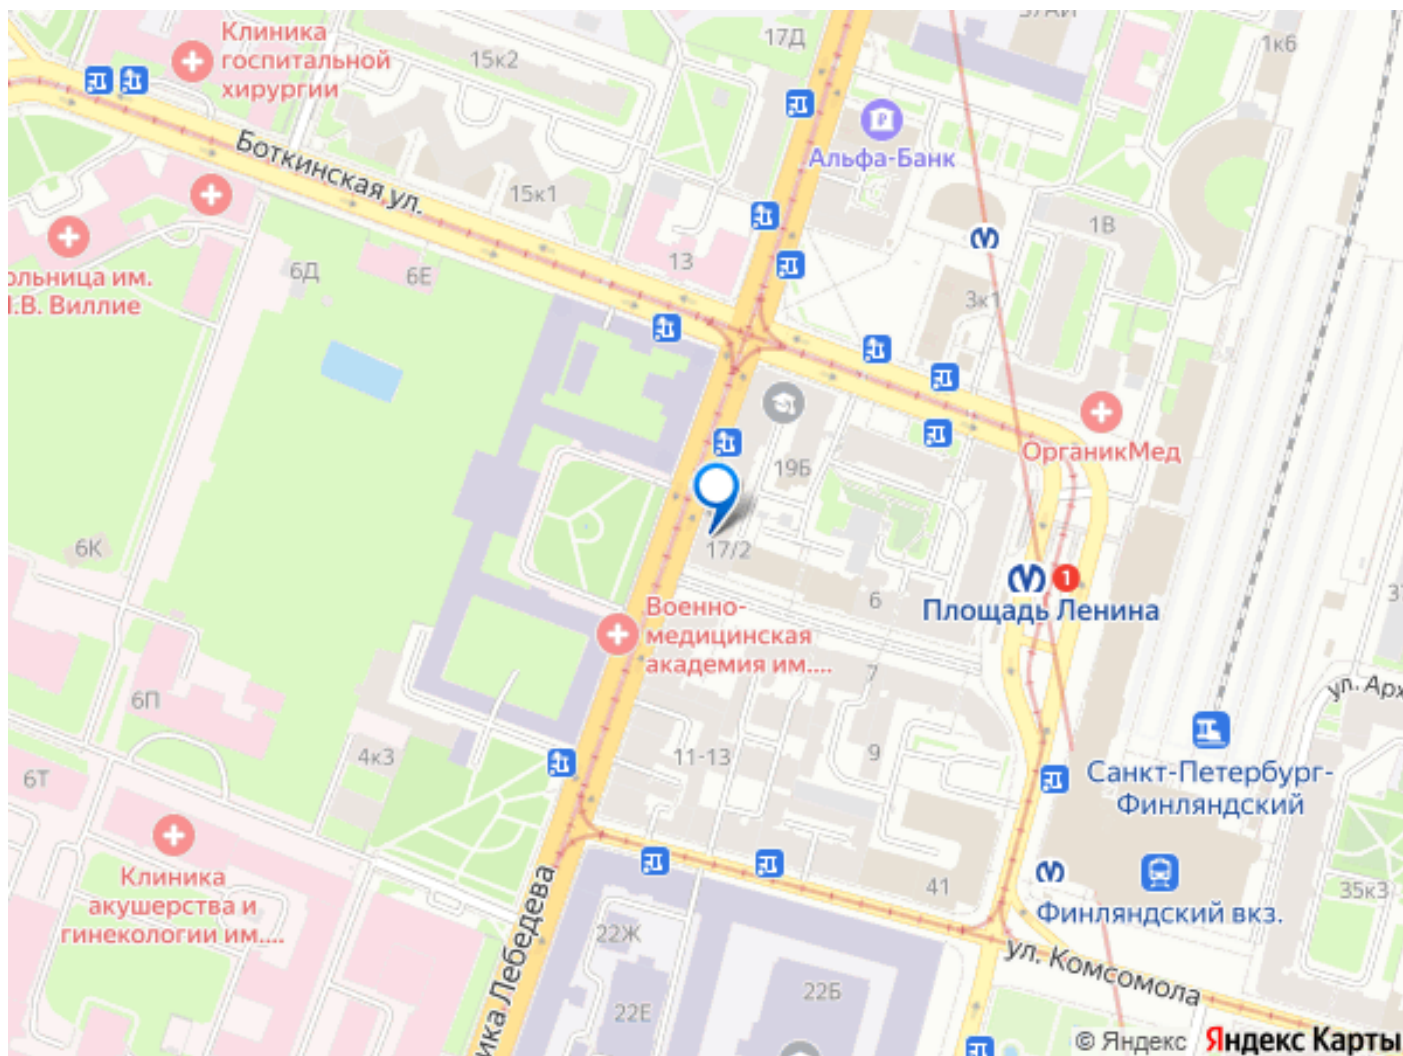 Клиника
госпитальной
хирургии
15к2
17Д
37АИ
1к6
Альфа-Банк
Боткинская ул.
15к1
13
1В
6Д
6Е
3к1
ольница им.
.В. Виллие
ОрганикМед
19Б
17/2
6К
6
Площадь Ленина
Военно-
медицинская
академия им....
7
ул. Арх
6П
4к3
11-13
9
6Т
Санкт-Петербург-
Финляндский
Клиника
акушерства и
гинекологии им....
41
35к3
Финляндский вкз.
ика Лебедева
22Ж
22Е
22Б
ул. Комсомола
© Яндекс Яндекс Карты